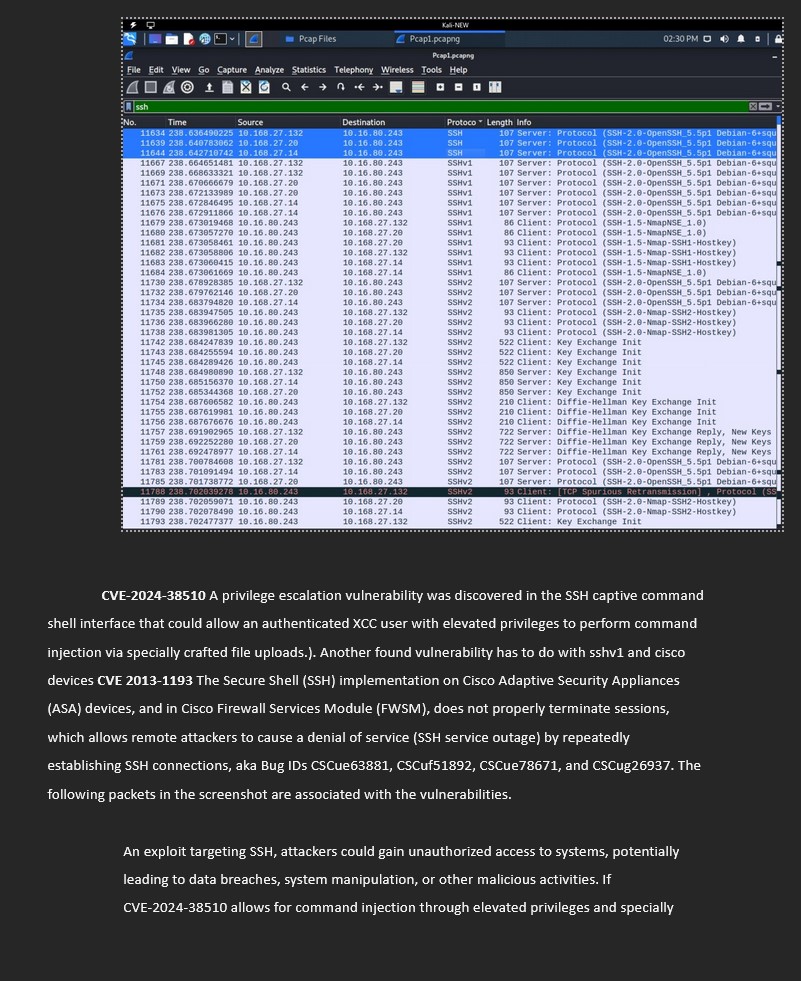 Kali-NEW
Pcap Files Pcap1.pcapng 02:30 PM
Pcap1.pcapng
File Edit View Go Capture Analyze Statistics Telephony Wireless Tools Help
ssh
No. Time Source Destination Protoco Length Info
11634 238.636490225 10.168.27.132 10.16.80.243 SSH 107 Server: Protocol (SSH-2.0-OpenSSH_5.5p1 Debian-6+squ
11639 238.640783062 10.168.27.20 10.16.80.243 SSH 107 Server: Protocol (SSH-2.0-OpenSSH_5.5p1 Debian-6+squ
11644 238.642710742 10.168.27.14 10.16.80.243 SSH 107 Server: Protocol (SSH-2.0-OpenSSH_5.5p1 Debian-6+squ
11667 238.664651481 10.168.27.132 10.16.80.243 SSHv1 107 Server: Protocol (SSH-2.0-OpenSSH_5.5p1 Debian-6+squ
11669 238.668633321 10.168.27.132 10.16.80.243 SSHv1 107 Server: Protocol (SSH-2.0-OpenSSH_5.5p1 Debian-6+squ
11671 238.670666679 10.168.27.20 10.16.80.243 SSHv1 107 Server: Protocol (SSH-2.0-OpenSSH_5.5p1 Debian-6+squ
11673 238.672133989 10.168.27.20 10.16.80.243 SSHv1 107 Server: Protocol (SSH-2.0-OpenSSH_5.5p1 Debian-6+squ
11675 238.672846495 10.168.27.14 10.16.80.243 SSHv1 107 Server: Protocol (SSH-2.0-OpenSSH_5.5p1 Debian-6+squ
11676 238.672911866 10.168.27.14 10.16.80.243 SSHv1 107 Server: Protocol (SSH-2.0-OpenSSH_5.5p1 Debian-6+squ
11679 238.673019468 10.16.80.243 10.168.27.132 SSHv1 86 Client: Protocol (SSH-1.5-NmapNSE_1.0)
11680 238.673057270 10.16.80.243 10.168.27.20 SSHv1 86 Client: Protocol (SSH-1.5-NmapNSE_1.0)
11681 238.673058461 10.16.80.243 10.168.27.20 SSHv1 93 Client: Protocol (SSH-1.5-Nmap-SSH1-Hostkey)
11682 238.673058806 10.16.80.243 10.168.27.132 SSHv1 93 Client: Protocol (SSH-1.5-Nmap-SSH1-Hostkey)
11683 238.673060415 10.16.80.243 10.168.27.14 SSHv1 93 Client: Protocol (SSH-1.5-Nmap-SSH1-Hostkey)
11684 238.673061669 10.16.80.243 10.168.27.14 SSHv1 86 Client: Protocol (SSH-1.5-NmapNSE_1.0)
11730 238.678928385 10.168.27.132 10.16.80.243 SSHv2 107 Server: Protocol (SSH-2.0-OpenSSH_5.5p1 Debian-6+squ
11732 238.679762146 10.168.27.20 10.16.80.243 SSHv2 107 Server: Protocol (SSH-2.0-OpenSSH_5.5p1 Debian-6+squ
11734 238.683794820 10.168.27.14 10.16.80.243 SSHv2 107 Server: Protocol (SSH-2.0-OpenSSH_5.5p1 Debian-6+squ
11735 238.683947505 10.16.80.243 10.168.27.132 SSHv2 93 Client: Protocol (SSH-2.0-Nmap-SSH2-Hostkey)
11736 238.683966280 10.16.80.243 10.168.27.20 SSHv2 93 Client: Protocol (SSH-2.0-Nmap-SSH2-Hostkey)
11738 238.683981305 10.16.80.243 10.168.27.14 SSHv2 93 Client: Protocol (SSH-2.0-Nmap-SSH2-Hostkey)
11742 238.684247839 10.16.80.243 10.168.27.132 SSHv2 522 Client: Key Exchange Init
11743 238.684255594 10.16.80.243 10.168.27.20 SSHv2 522 Client: Key Exchange Init
11745 238.684289426 10.16.80.243 10.168.27.14 SSHv2 522 Client: Key Exchange Init
11748 238.684980890 10.168.27.132 10.16.80.243 SSHv2 850 Server: Key Exchange Init
11750 238.685156370 10.168.27.14 10.16.80.243 SSHv2 850 Server: Key Exchange Init
11752 238.685344368 10.168.27.20 10.16.80.243 SSHv2 850 Server: Key Exchange Init
11754 238.687606582 10.16.80.243 10.168.27.132 SSHv2 210 Client: Diffie-Hellman Key Exchange Init
11755 238.687619981 10.16.80.243 10.168.27.20 SSHv2 210 Client: Diffie-Hellman Key Exchange Init
11756 238.687676676 10.16.80.243 10.168.27.14 SSHv2 210 Client: Diffie-Hellman Key Exchange Init
11757 238.691902965 10.168.27.132 10.16.80.243 SSHv2 722 Server: Diffie-Hellman Key Exchange Reply, New Keys
11759 238.692252280 10.168.27.20 10.16.80.243 SSHv2 722 Server: Diffie-Hellman Key Exchange Reply, New Keys
11761 238.692478977 10.168.27.14 10.16.80.243 SSHv2 722 Server: Diffie-Hellman Key Exchange Reply, New Keys
11781 238.700784608 10.168.27.132 10.16.80.243 SSHv2 107 Server: Protocol (SSH-2.0-OpenSSH_5.5p1 Debian-6+squ
11783 238.701091494 10.168.27.14 10.16.80.243 SSHv2 107 Server: Protocol (SSH-2.0-OpenSSH_5.5p1 Debian-6+squ
11785 238.701738772 10.168.27.20 10.16.80.243 SSHv2 107 Server: Protocol (SSH-2.0-OpenSSH_5.5p1 Debian-6+squ
11788 238.702039278 10.16.80.243 10.168.27.132 SSHv2 93 Client: [TCP Spurious Retransmission] , Protocol (SS
11789 238.702059071 10.16.80.243 10.168.27.20 SSHv2 93 Client: Protocol (SSH-2.0-Nmap-SSH2-Hostkey)
11790 238.702078490 10.16.80.243 10.168.27.14 SSHv2 93 Client: Protocol (SSH-2.0-Nmap-SSH2-Hostkey)
11793 238.702477377 10.16.80.243 10.168.27.132 SSHv2 522 Client: Key Exchange Init
CVE-2024-38510 A privilege escalation vulnerability was discovered in the SSH captive command
shell interface that could allow an authenticated XCC user with elevated privileges to perform command
injection via specially crafted file uploads.). Another found vulnerability has to do with sshv1 and cisco
devices CVE 2013-1193 The Secure Shell (SSH) implementation on Cisco Adaptive Security Appliances
(ASA) devices, and in Cisco Firewall Services Module (FWSM), does not properly terminate sessions,
which allows remote attackers to cause a denial of service (SSH service outage) by repeatedly
establishing SSH connections, aka Bug IDs CSCue63881, CSCuf51892, CSCue78671, and CSCug26937. The
following packets in the screenshot are associated with the vulnerabilities.
An exploit targeting SSH, attackers could gain unauthorized access to systems, potentially
leading to data breaches, system manipulation, or other malicious activities. If
CVE-2024-38510 allows for command injection through elevated privileges and specially